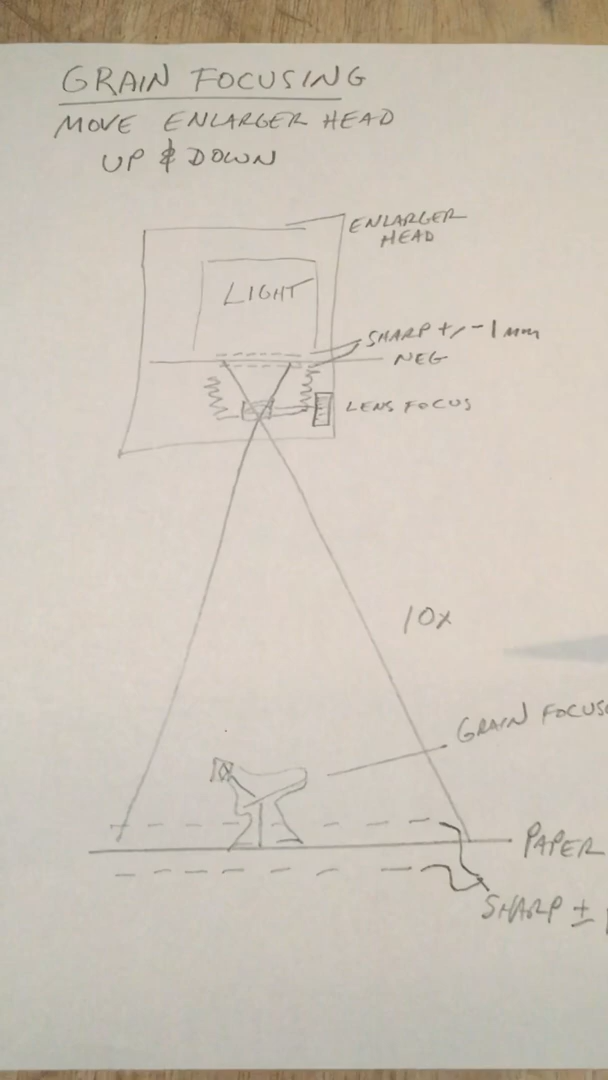 GRAIN FOCUSING
MOVE ENLARGER HEAD
UP & DOWN
ENLARGER
HEAD
LIGHT
SHARP +/-1mm
NEG
LENS FOCUS
10x
GRAIN FOCUS
PAPER
SHARP ±